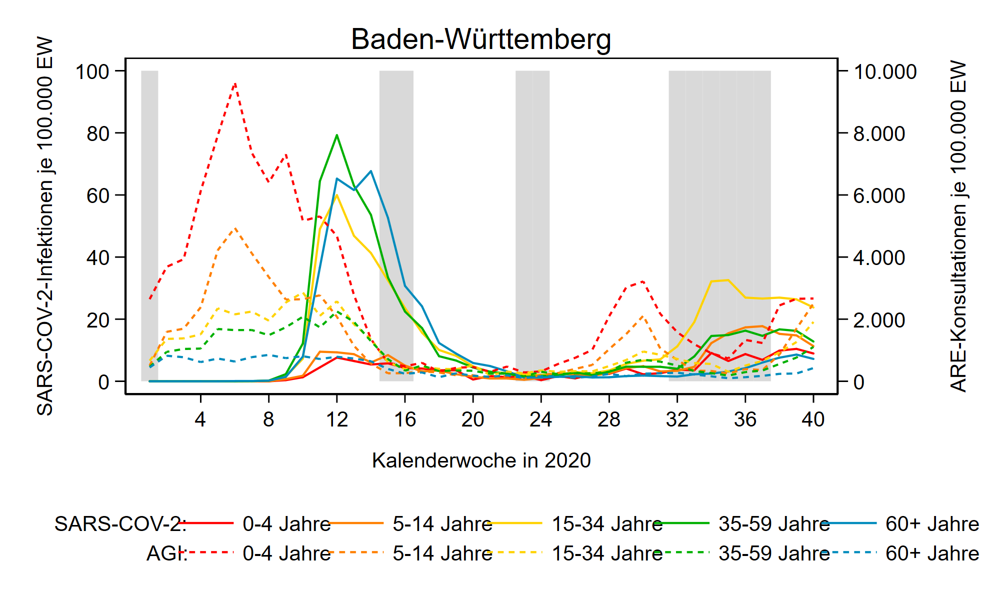 Baden-Württemberg
SARS-COV-2-Infektionen je 100.000 EW
100
80
60
40
20
0
10.000
8.000
6.000
4.000
2.000
0
ARE-Konsultationen je 100.000 EW
4 8 12 16 20 24 28 32 36 40
Kalenderwoche in 2020
SARS-COV-2: 0-4 Jahre 5-14 Jahre 15-34 Jahre 35-59 Jahre 60+ Jahre
AGI: 0-4 Jahre 5-14 Jahre 15-34 Jahre 35-59 Jahre 60+ Jahre